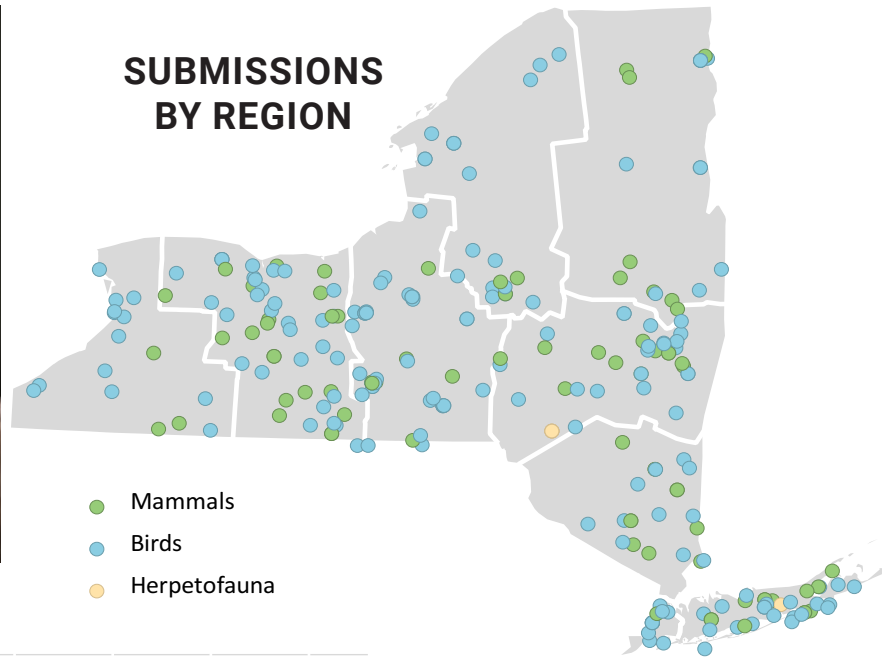 SUBMISSIONS
BY REGION
Mammals
Birds
Herpetofauna